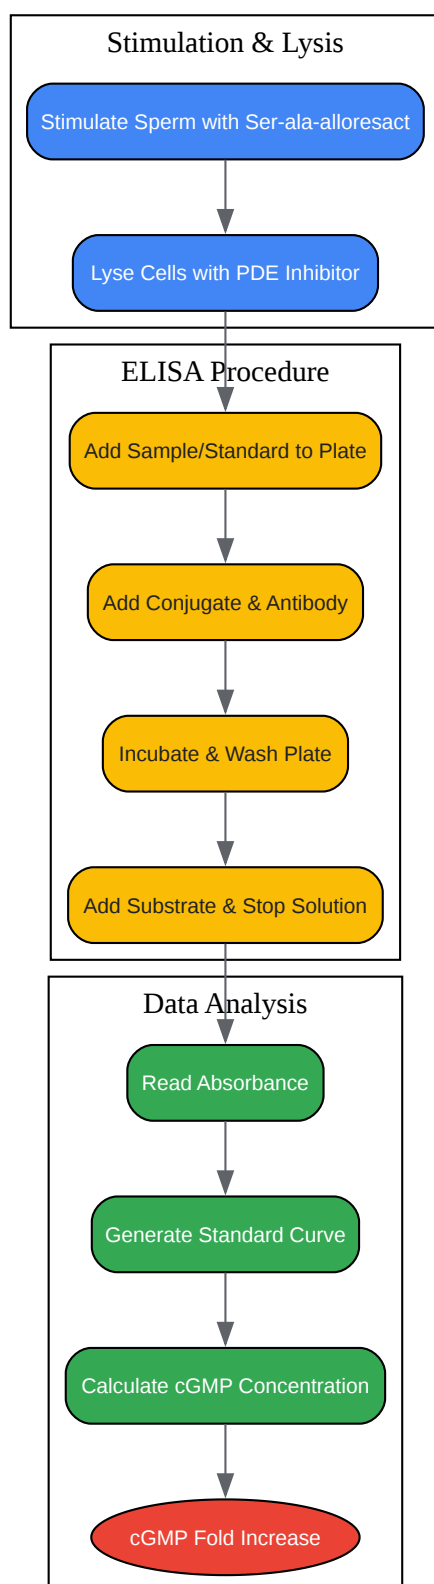 Stimulation & Lysis
Stimulate Sperm with Ser-ala-alloresact
Lyse Cells with PDE Inhibitor
ELISA Procedure
Add Sample/Standard to Plate
Add Conjugate & Antibody
Incubate & Wash Plate
Add Substrate & Stop Solution
Data Analysis
Read Absorbance
Generate Standard Curve
Calculate cGMP Concentration
cGMP Fold Increase